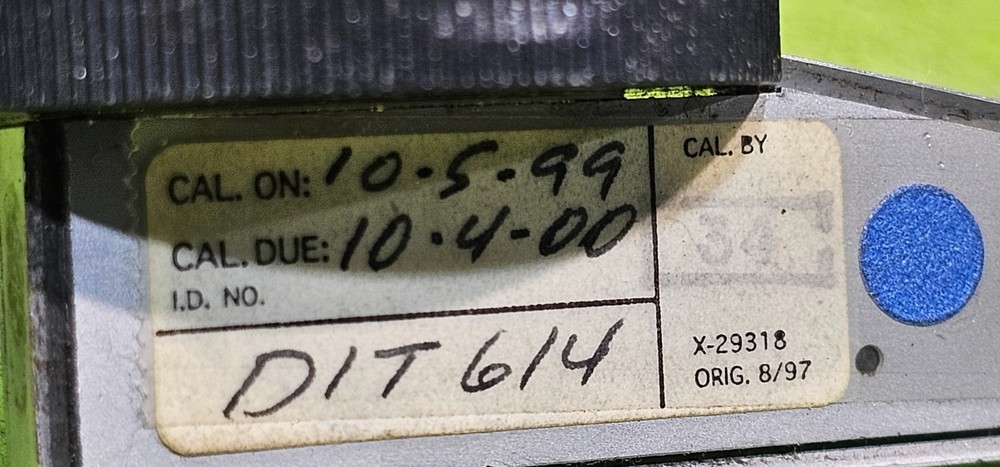 CAL. ON: 10-5-99
CAL. DUE: 10-4-00
I.D. NO.
DIT 614
CAL. BY
X-29318
ORIG. 8/97